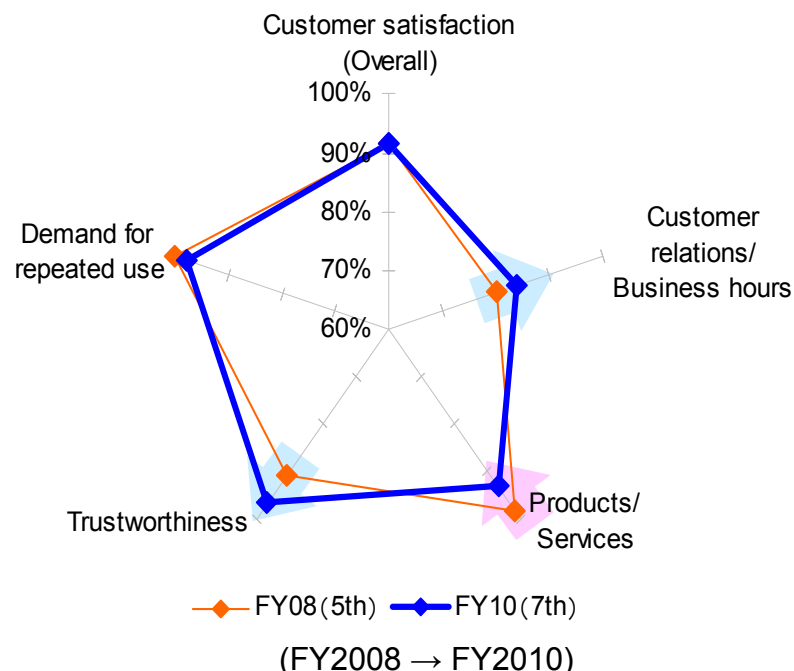 Customer satisfaction
(Overall)
100%
90%
80%
70%
60%
Customer
relations/
Business hours
Demand for
repeated use
Trustworthiness
Products/
Services
FY08(5th)
FY10(7th)
(FY2008 → FY2010)